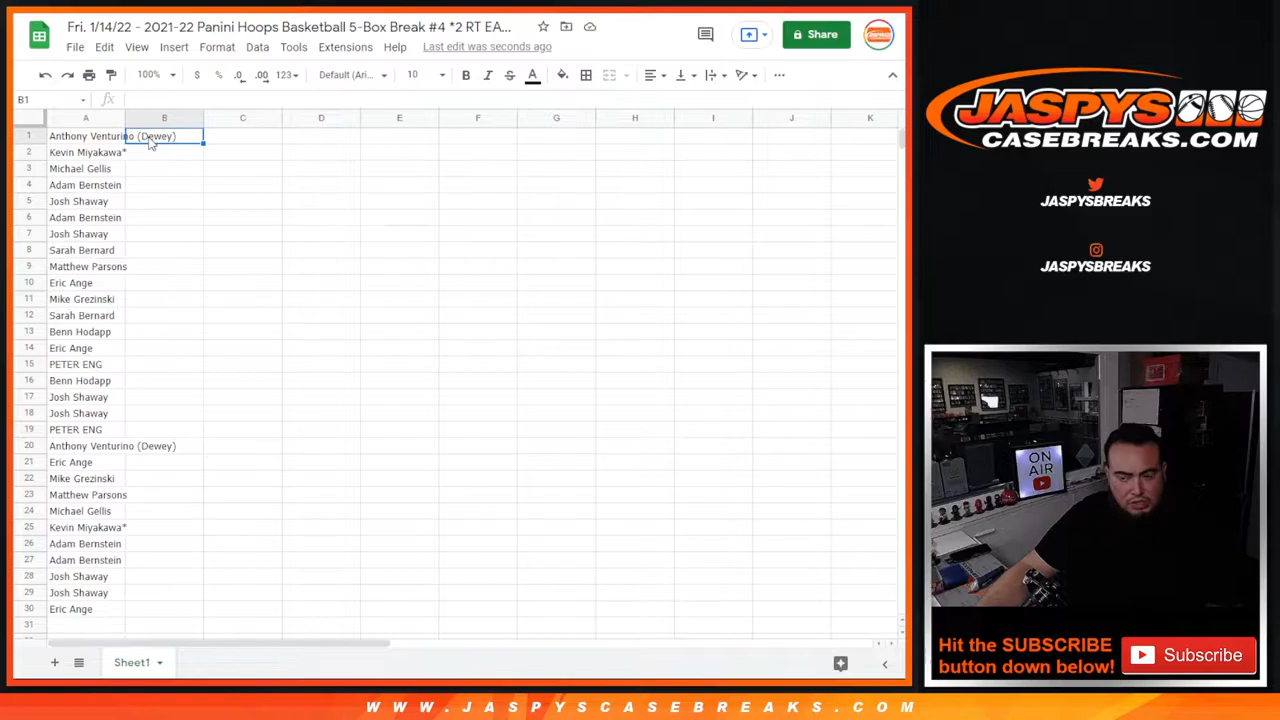 Fri. 1/14/22 - 2021-22 Panini Hoops Basketball 5-Box Break #4 *2 RT EA...
File Edit View Insert Format Data Tools Extensions Help Last edit was seconds ago
Share
100% $ % .0 .00 123 Default (Ari... 10 B I S A
B1 fx
A B C D E F G H I J K
1 Anthony Venturino (Dewey)
2 Kevin Miyakawa*
3 Michael Gellis
4 Adam Bernstein
5 Josh Shaway
6 Adam Bernstein
7 Josh Shaway
8 Sarah Bernard
9 Matthew Parsons
10 Eric Ange
11 Mike Grezinski
12 Sarah Bernard
13 Benn Hodapp
14 Eric Ange
15 PETER ENG
16 Benn Hodapp
17 Josh Shaway
18 Josh Shaway
19 PETER ENG
20 Anthony Venturino (Dewey)
21 Eric Ange
22 Mike Grezinski
23 Matthew Parsons
24 Michael Gellis
25 Kevin Miyakawa*
26 Adam Bernstein
27 Adam Bernstein
28 Josh Shaway
29 Josh Shaway
30 Eric Ange
31
Sheet1
JASPYS
CASEBREAKS.COM
JASPYSBREAKS
JASPYSBREAKS
ON
AIR
Hit the SUBSCRIBE
button down below!
Subscribe
WWW.JASPYSCASEBREAKS.COM